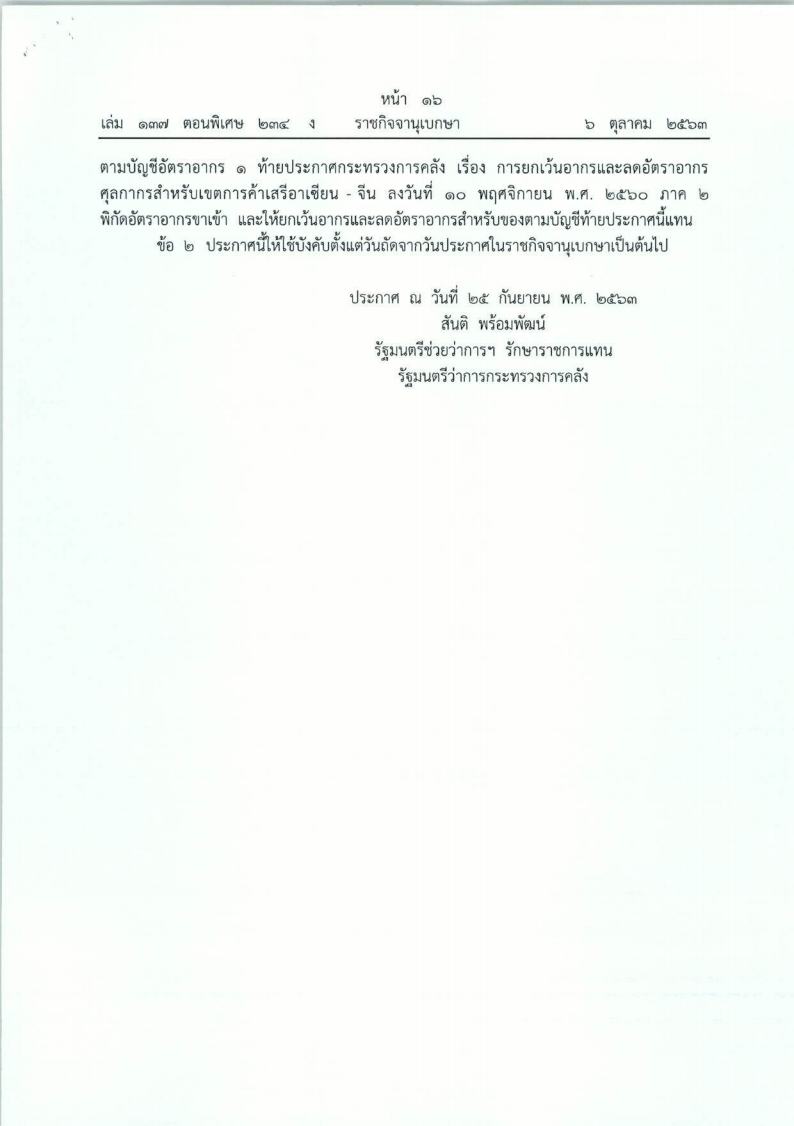 หน้า ๑๖
เล่ม ๑๓๗ ตอนพิเศษ ๒๓๔ ง ราชกิจจานุเบกษา ๖ ตุลาคม ๒๕๖๓
ตามบัญชีอัตราอากร ๑ ท้ายประกาศกระทรวงการคลัง เรื่อง การยกเว้นอากรและลดอัตราอากร
ศุลกากรสำหรับเขตการค้าเสรีอาเซียน - จีน ลงวันที่ ๑๐ พฤศจิกายน พ.ศ. ๒๕๖๐ ภาค ๒
พิกัดอัตราอากรขาเข้า และให้ยกเว้นอากรและลดอัตราอากรสำหรับของตามบัญชีท้ายประกาศนี้แทน
ข้อ ๒ ประกาศนี้ให้ใช้บังคับตั้งแต่วันถัดจากวันประกาศในราชกิจจานุเบกษาเป็นต้นไป
ประกาศ ณ วันที่ ๒๕ กันยายน พ.ศ. ๒๕๖๓
สันติ พร้อมพัฒน์
รัฐมนตรีช่วยว่าการฯ รักษาราชการแทน
รัฐมนตรีว่าการกระทรวงการคลัง